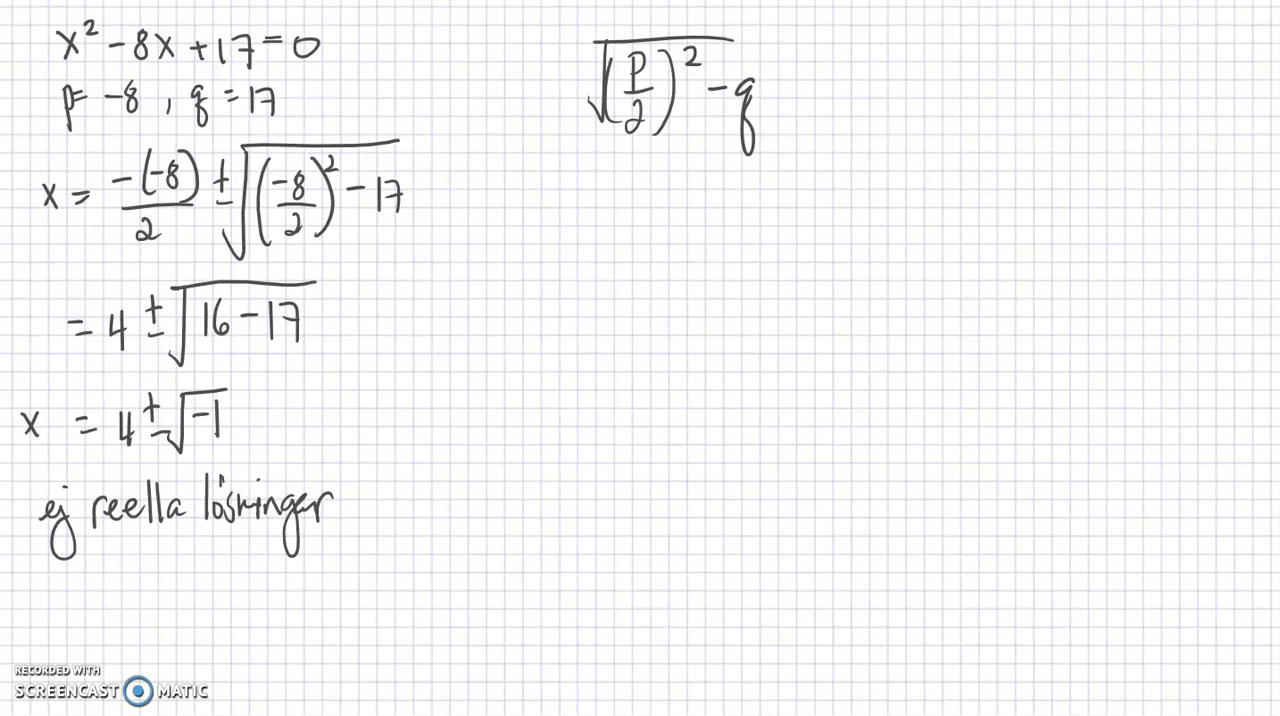 x² - 8x + 17 = 0
p = -8 , q = 17
x = -(-8)/2 ± √((-8/2)² - 17)
= 4 ± √(16 - 17)
x = 4 ± √(-1)
ej reella lösningar
√((p/2)² - q)
RECORDED WITH
SCREENCAST MATIC